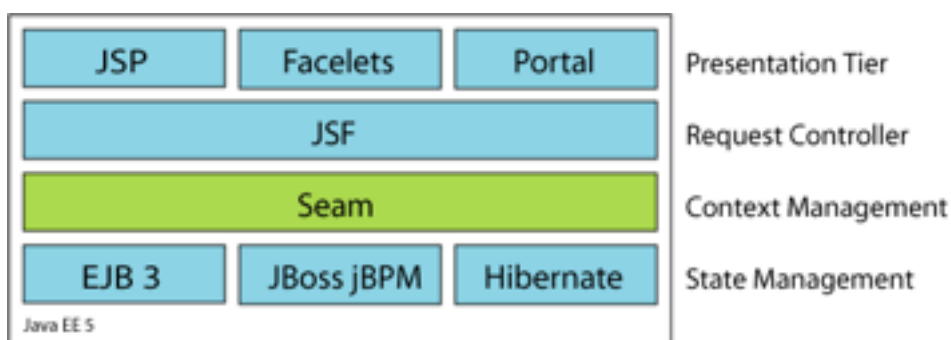 JSP Facelets Portal Presentation Tier
JSF Request Controller
Seam Context Management
EJB 3 JBoss jBPM Hibernate State Management
Java EE 5